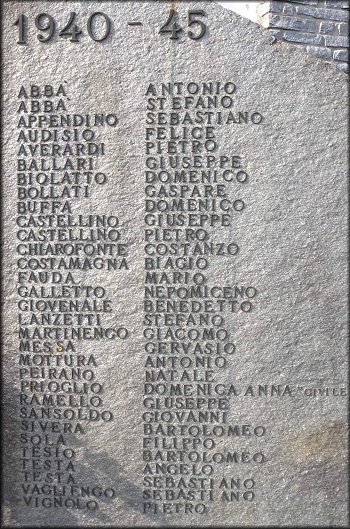 1940 - 45
ABBA' ANTONIO
ABBA' STEFANO
APPENDINO SEBASTIANO
AUDISIO FELICE
AVERARDI PIETRO
BALLARI GIUSEPPE
BIOLATTO DOMENICO
BOLLATI GASPARE
BUFFA DOMENICO
CASTELLINO GIUSEPPE
CASTELLINO PIETRO
CHIAROFONTE COSTANZO
COSTAMAGNA BIAGIO
FAUDA MARIO
GALLETTO NEPOMICENO
GIOVENALE BENEDETTO
LANZETTI STEFANO
MARTINENGO GIACOMO
MESSA GERVASIO
MOTTURA ANTONIO
PEIRANO NATALE
PRIOGLIO DOMENICA ANNA "CIVILE
RAMELLO GIUSEPPE
SANSOLDO GIOVANNI
SIVERA BARTOLOMEO
SOLA FILIPPO
TESIO BARTOLOMEO
TESTA ANGELO
TESTA SEBASTIANO
VAGLIENGO SEBASTIANO
VIGNOLO PIETRO